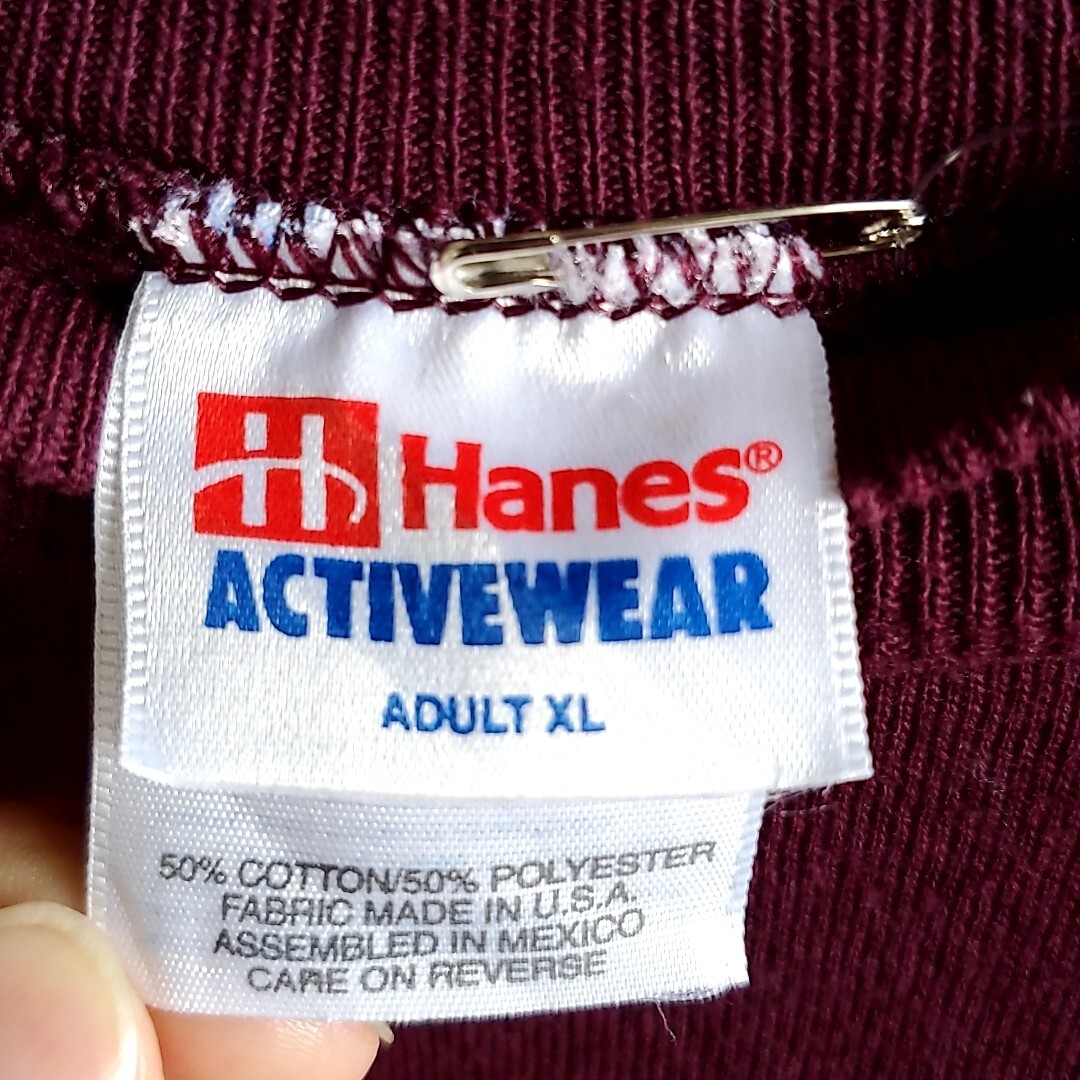 H Hanes®
ACTIVEWEAR
ADULT XL
50% COTTON/50% POLYESTER
FABRIC MADE IN U.S.A.
ASSEMBLED IN MEXICO
CARE ON REVERSE